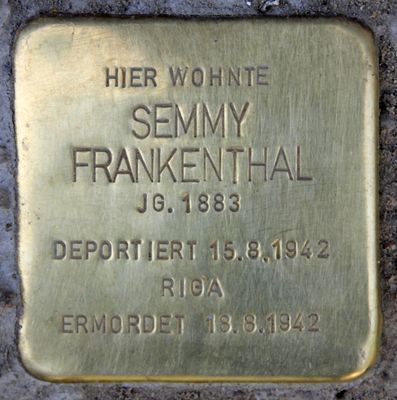 HIER WOHNTE
SEMMY
FRANKENTHAL
JG. 1883
DEPORTIERT 15.8.1942
RIGA
ERMORDET 18.8.1942